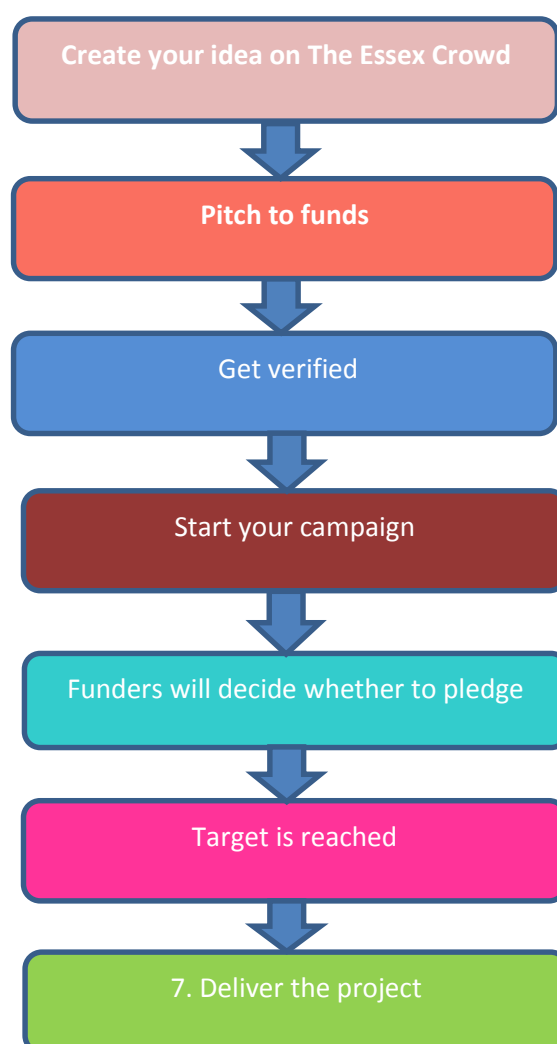 Create your idea on The Essex Crowd
Pitch to funds
Get verified
Start your campaign
Funders will decide whether to pledge
Target is reached
7. Deliver the project